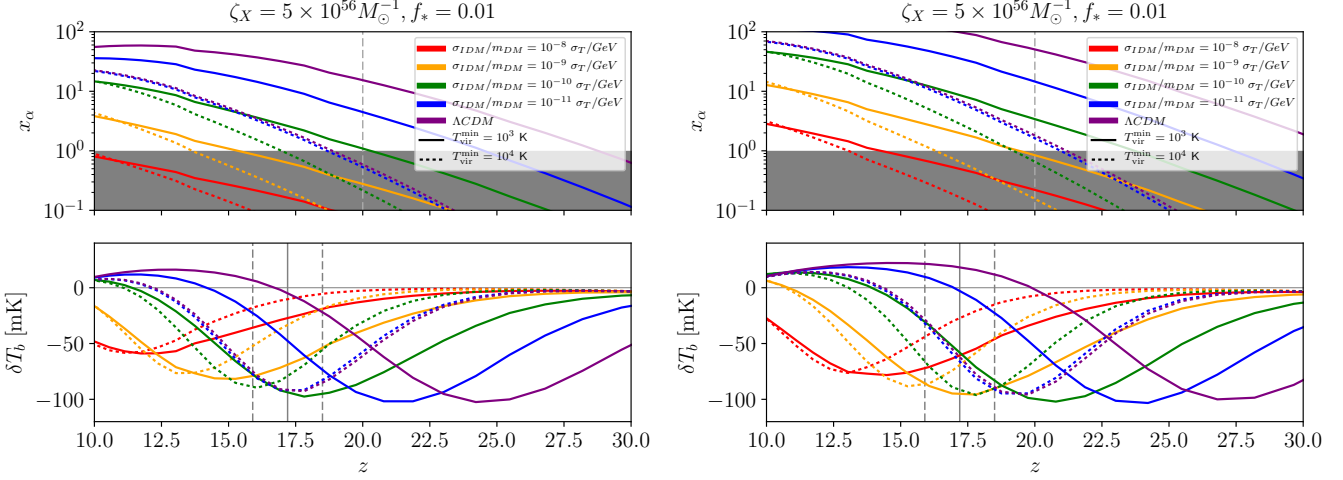 ζ_X = 5 × 10^56 M_⊙^−1, f_* = 0.01
10^2
10^1
10^0
10^−1
x_α
σ_IDM/m_DM = 10^−8 σ_T/GeV
σ_IDM/m_DM = 10^−9 σ_T/GeV
σ_IDM/m_DM = 10^−10 σ_T/GeV
σ_IDM/m_DM = 10^−11 σ_T/GeV
ΛCDM
T_vir^min = 10^3 K
T_vir^min = 10^4 K
0
−50
−100
δT_b [mK]
10.0 12.5 15.0 17.5 20.0 22.5 25.0 27.5 30.0
z
ζ_X = 5 × 10^56 M_⊙^−1, f_* = 0.01
10^2
10^1
10^0
10^−1
x_α
σ_IDM/m_DM = 10^−8 σ_T/GeV
σ_IDM/m_DM = 10^−9 σ_T/GeV
σ_IDM/m_DM = 10^−10 σ_T/GeV
σ_IDM/m_DM = 10^−11 σ_T/GeV
ΛCDM
T_vir^min = 10^3 K
T_vir^min = 10^4 K
0
−50
−100
δT_b [mK]
10.0 12.5 15.0 17.5 20.0 22.5 25.0 27.5 30.0
z